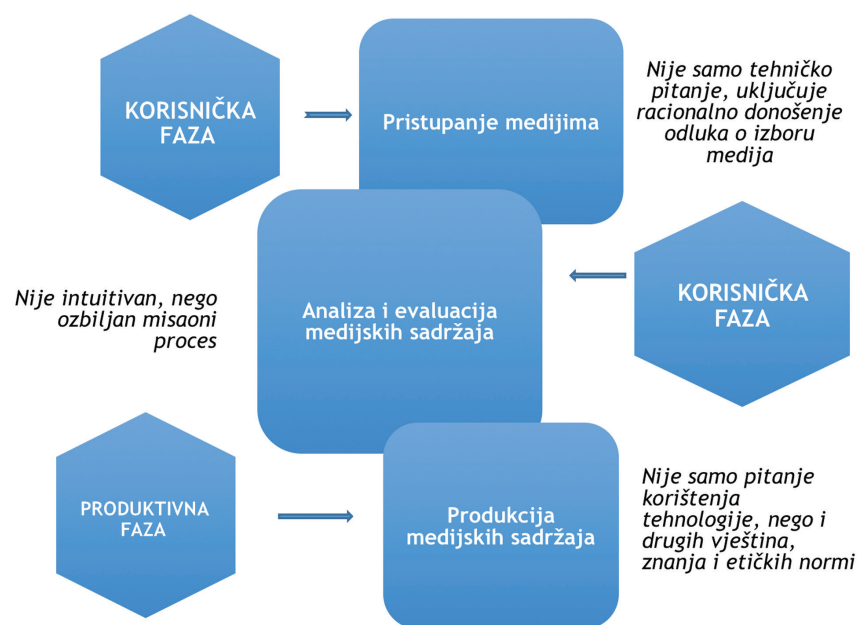 KORISNIČKA
FAZA
Pristupanje medijima
Nije samo tehničko
pitanje, uključuje
racionalno donošenje
odluka o izboru
medija
Nije intuitivan, nego
ozbiljan misaoni
proces
Analiza i evaluacija
medijskih sadržaja
KORISNIČKA
FAZA
PRODUKTIVNA
FAZA
Produkcija
medijskih sadržaja
Nije samo pitanje
korištenja
tehnologije, nego i
drugih vještina,
znanja i etičkih normi